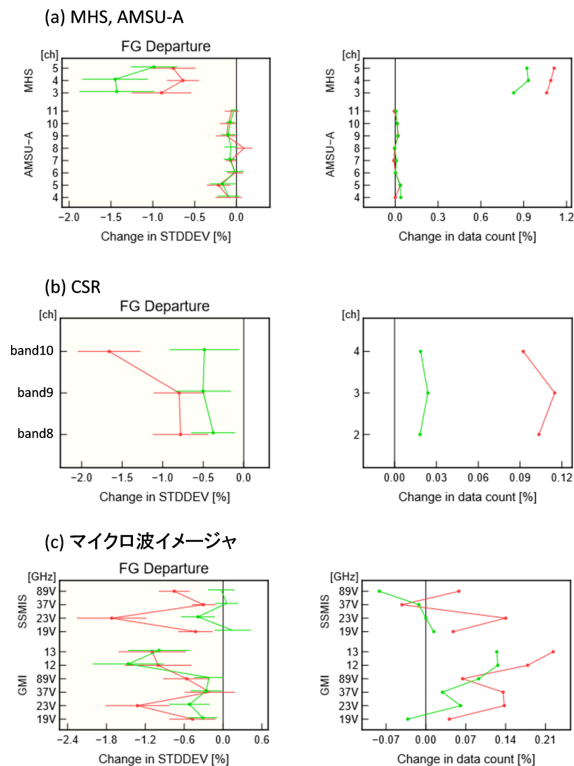 (a) MHS, AMSU-A
FG Departure
[ch]
MHS
5
4
3
AMSU-A
11
10
9
8
7
6
5
4
−2.0 −1.5 −1.0 −0.5 0.0
Change in STDDEV [%]
[ch]
MHS
5
4
3
AMSU-A
11
10
9
8
7
6
5
4
0.0 0.3 0.6 0.9 1.2
Change in data count [%]
(b) CSR
FG Departure
[ch]
band10
band9
band8
−2.0 −1.5 −1.0 −0.5 0.0
Change in STDDEV [%]
[ch]
4
3
2
0.00 0.03 0.06 0.09 0.12
Change in data count [%]
(c) マイクロ波イメージャ
FG Departure
[GHz]
SSMIS
89V
37V
23V
19V
GMI
13
12
89V
37V
23V
19V
−2.4 −1.8 −1.2 −0.6 0.0 0.6
Change in STDDEV [%]
[GHz]
SSMIS
89V
37V
23V
19V
GMI
13
12
89V
37V
23V
19V
−0.07 0.00 0.07 0.14 0.21
Change in data count [%]